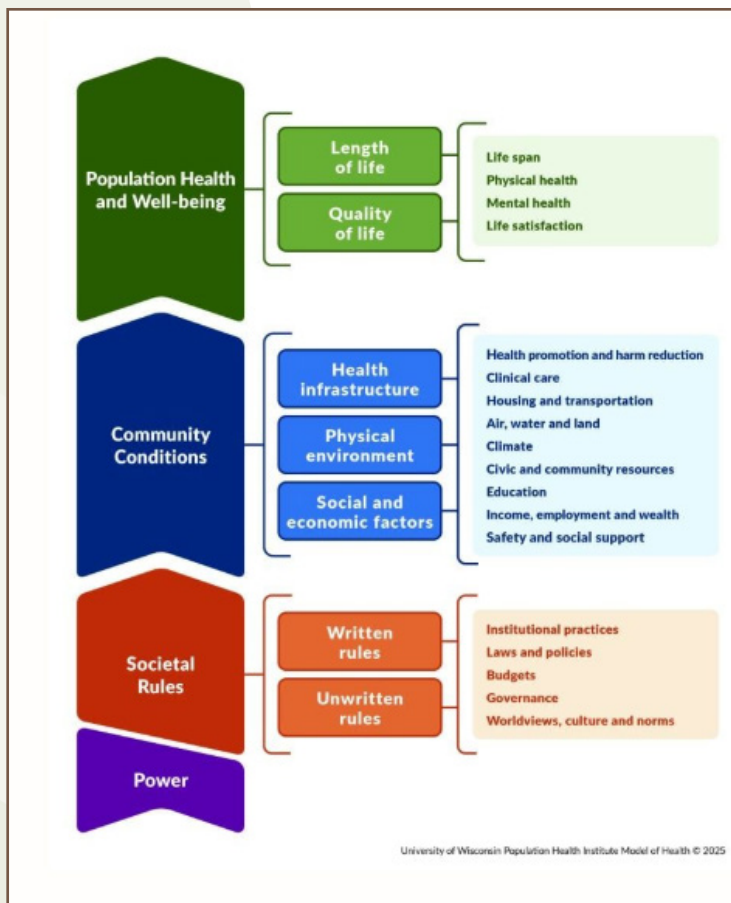 Population Health
and Well-being
Length
of life
Quality
of life
Life span
Physical health
Mental health
Life satisfaction
Community
Conditions
Health
infrastructure
Physical
environment
Social and
economic factors
Health promotion and harm reduction
Clinical care
Housing and transportation
Air, water and land
Climate
Civic and community resources
Education
Income, employment and wealth
Safety and social support
Societal
Rules
Written
rules
Unwritten
rules
Institutional practices
Laws and policies
Budgets
Governance
Worldviews, culture and norms
Power
University of Wisconsin Population Health Institute Model of Health © 2025